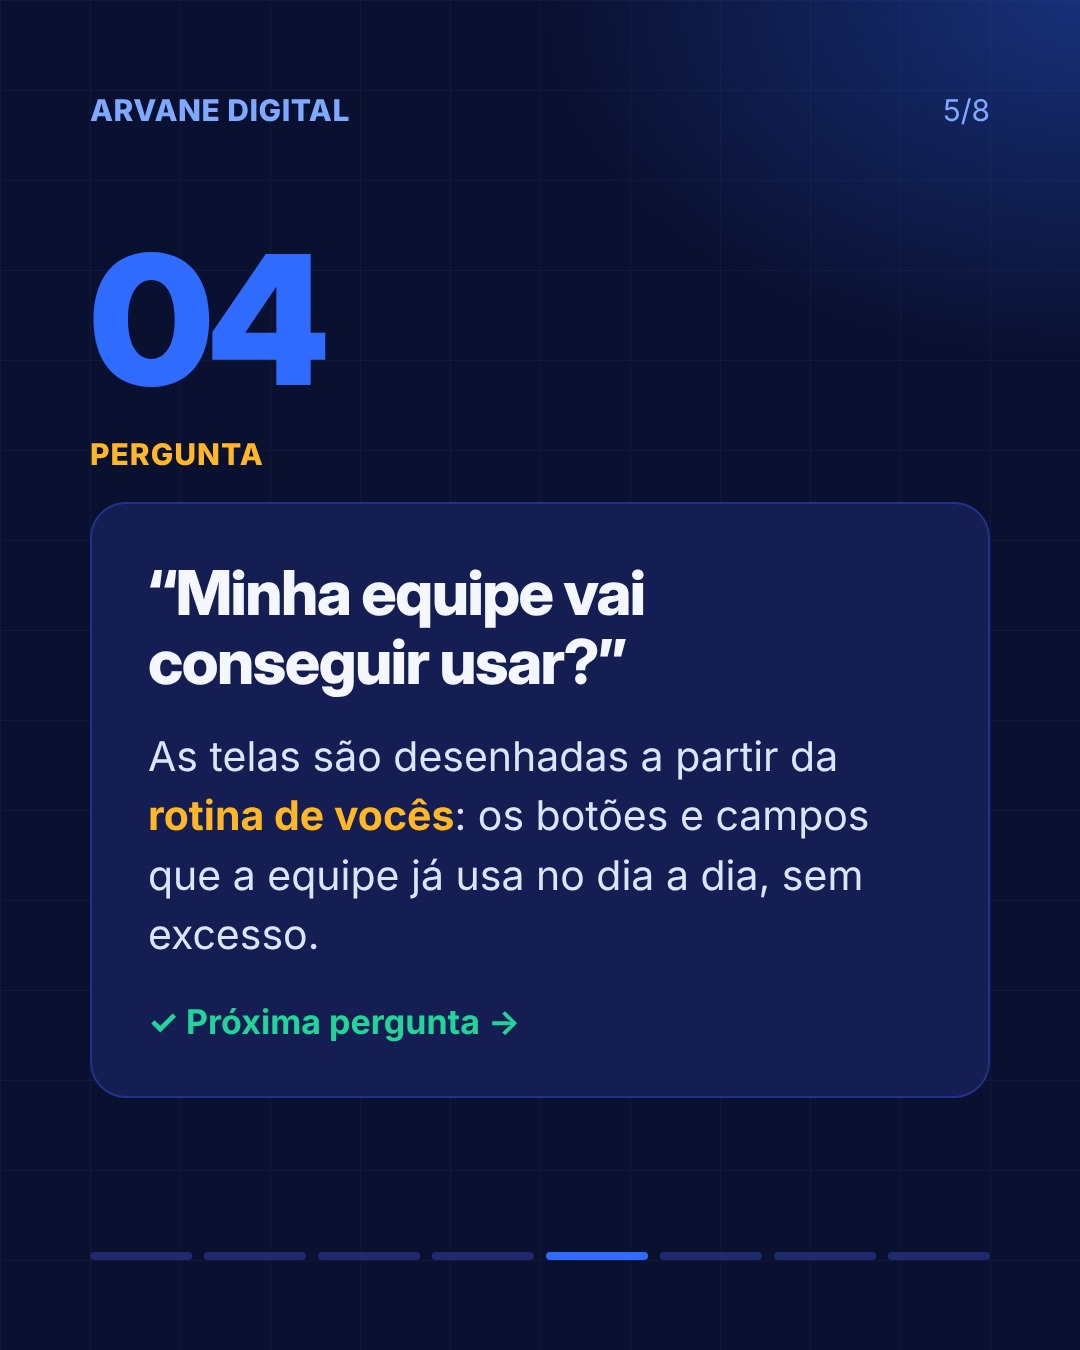 ARVANE DIGITAL
5/8
04
PERGUNTA
“Minha equipe vai
conseguir usar?”
As telas são desenhadas a partir da
rotina de vocês: os botões e campos
que a equipe já usa no dia a dia, sem
excesso.
✓ Próxima pergunta →